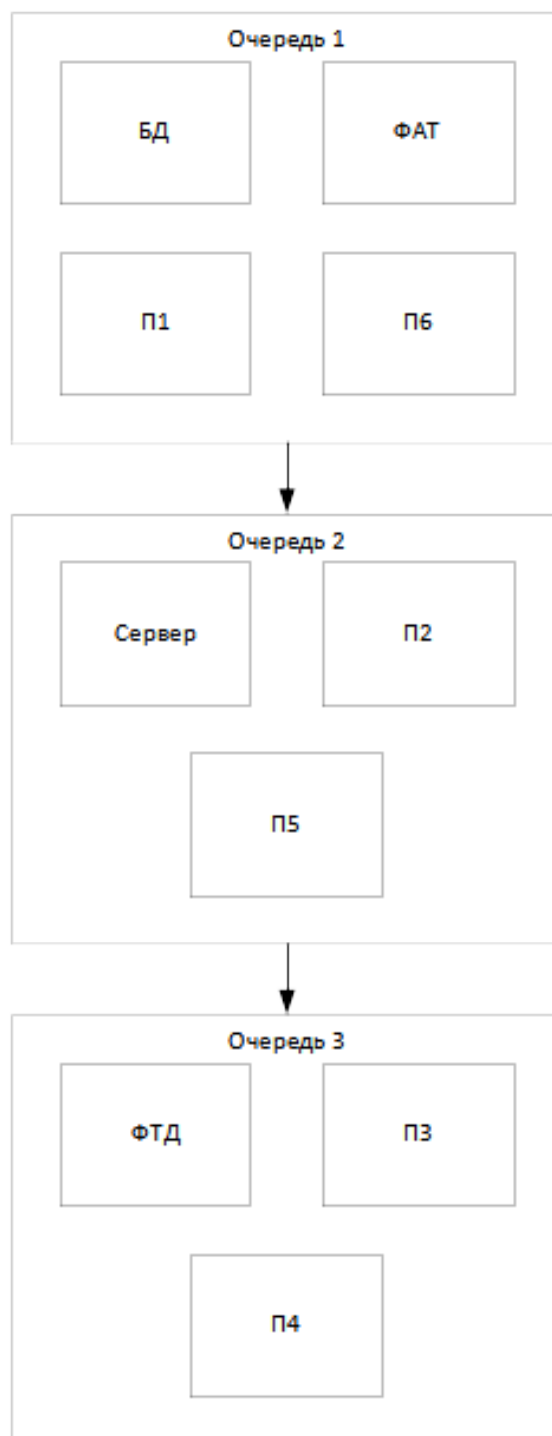 Очередь 1
БД
ФАТ
П1
П6
Очередь 2
Сервер
П2
П5
Очередь 3
ФТД
П3
П4